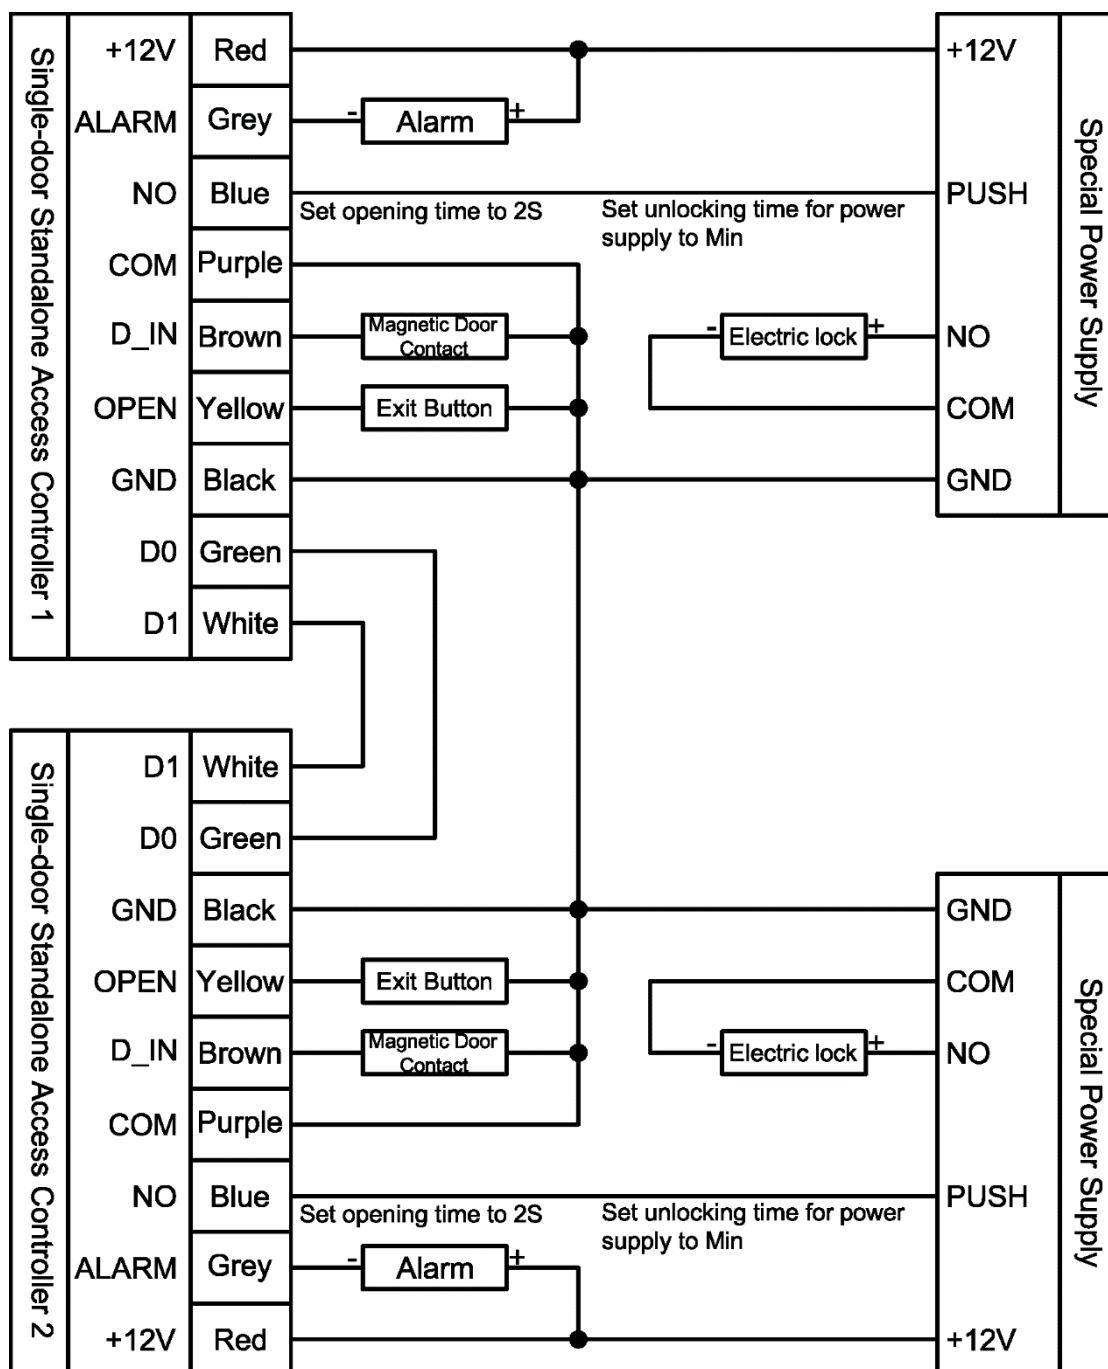 Single-door Standalone Access Controller 1
+12V Red +12V
ALARM Grey - Alarm +
NO Blue PUSH
Set opening time to 2S Set unlocking time for power
supply to Min
COM Purple
D_IN Brown Magnetic Door - Electric lock + NO
Contact
OPEN Yellow Exit Button COM
GND Black GND
D0 Green
D1 White
Special Power Supply
Single-door Standalone Access Controller 2
D1 White
D0 Green
GND Black GND
OPEN Yellow Exit Button COM
D_IN Brown Magnetic Door - Electric lock + NO
Contact
COM Purple
NO Blue PUSH
Set opening time to 2S Set unlocking time for power
supply to Min
ALARM Grey - Alarm +
+12V Red +12V
Special Power Supply